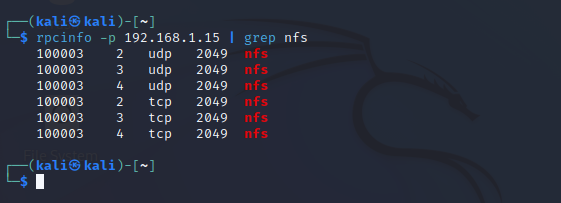 ┌──(kali㉿kali)-[~]
└─$ rpcinfo -p 192.168.1.15 | grep nfs
    100003    2   udp   2049  nfs
    100003    3   udp   2049  nfs
    100003    4   udp   2049  nfs
    100003    2   tcp   2049  nfs
    100003    3   tcp   2049  nfs
    100003    4   tcp   2049  nfs
┌──(kali㉿kali)-[~]
└─$